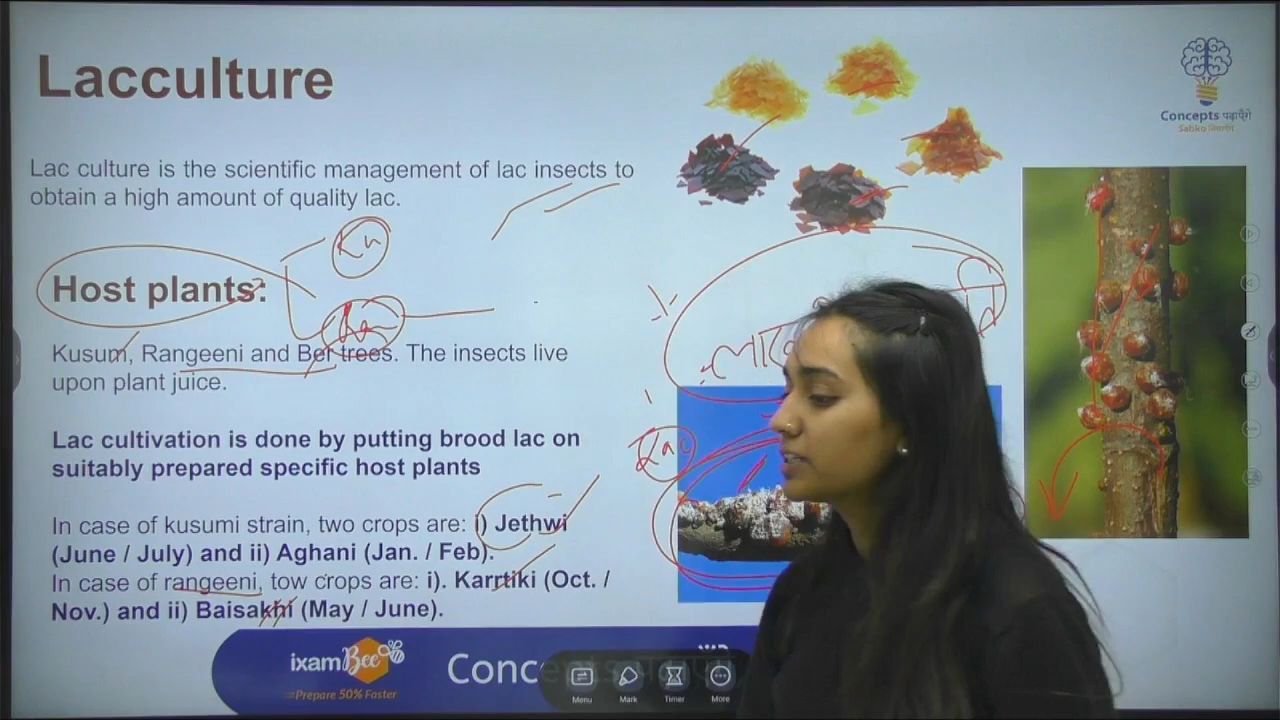 Lacculture
Concepts पढ़ाएँगे
Lac culture is the scientific management of lac insects to
obtain a high amount of quality lac.
Host plants:
Kusum, Rangeeni and Ber trees. The insects live
upon plant juice.
Lac cultivation is done by putting brood lac on
suitably prepared specific host plants
In case of kusumi strain, two crops are: i) Jethwi
(June / July) and ii) Aghani (Jan. / Feb).
In case of rangeeni, tow crops are: i). Karrtiki (Oct. /
Nov.) and ii) Baisakhi (May / June).
ixamBee
Prepare 50% Faster
Conc
Menu
Mark
Timer
More